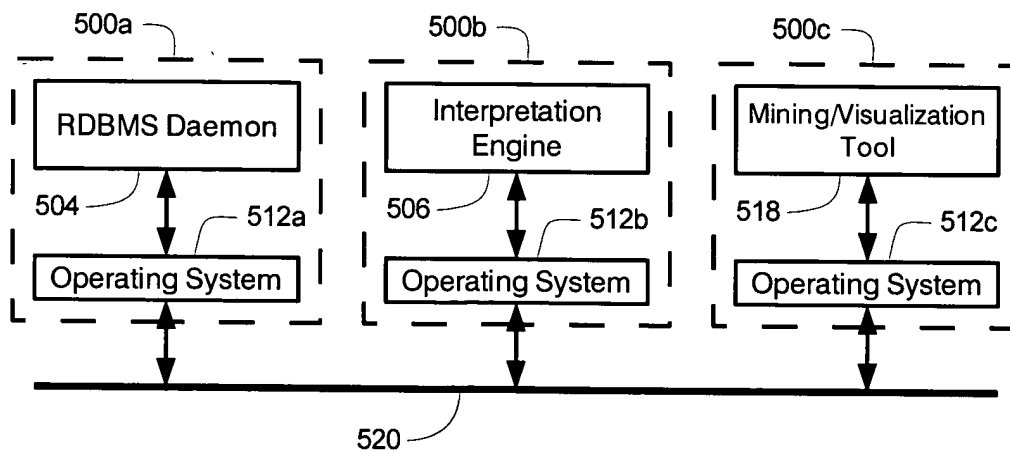 500a
500b
500c
RDBMS Daemon
Interpretation
Engine
Mining/Visualization
Tool
504
506
518
512a
512b
512c
Operating System
Operating System
Operating System
520